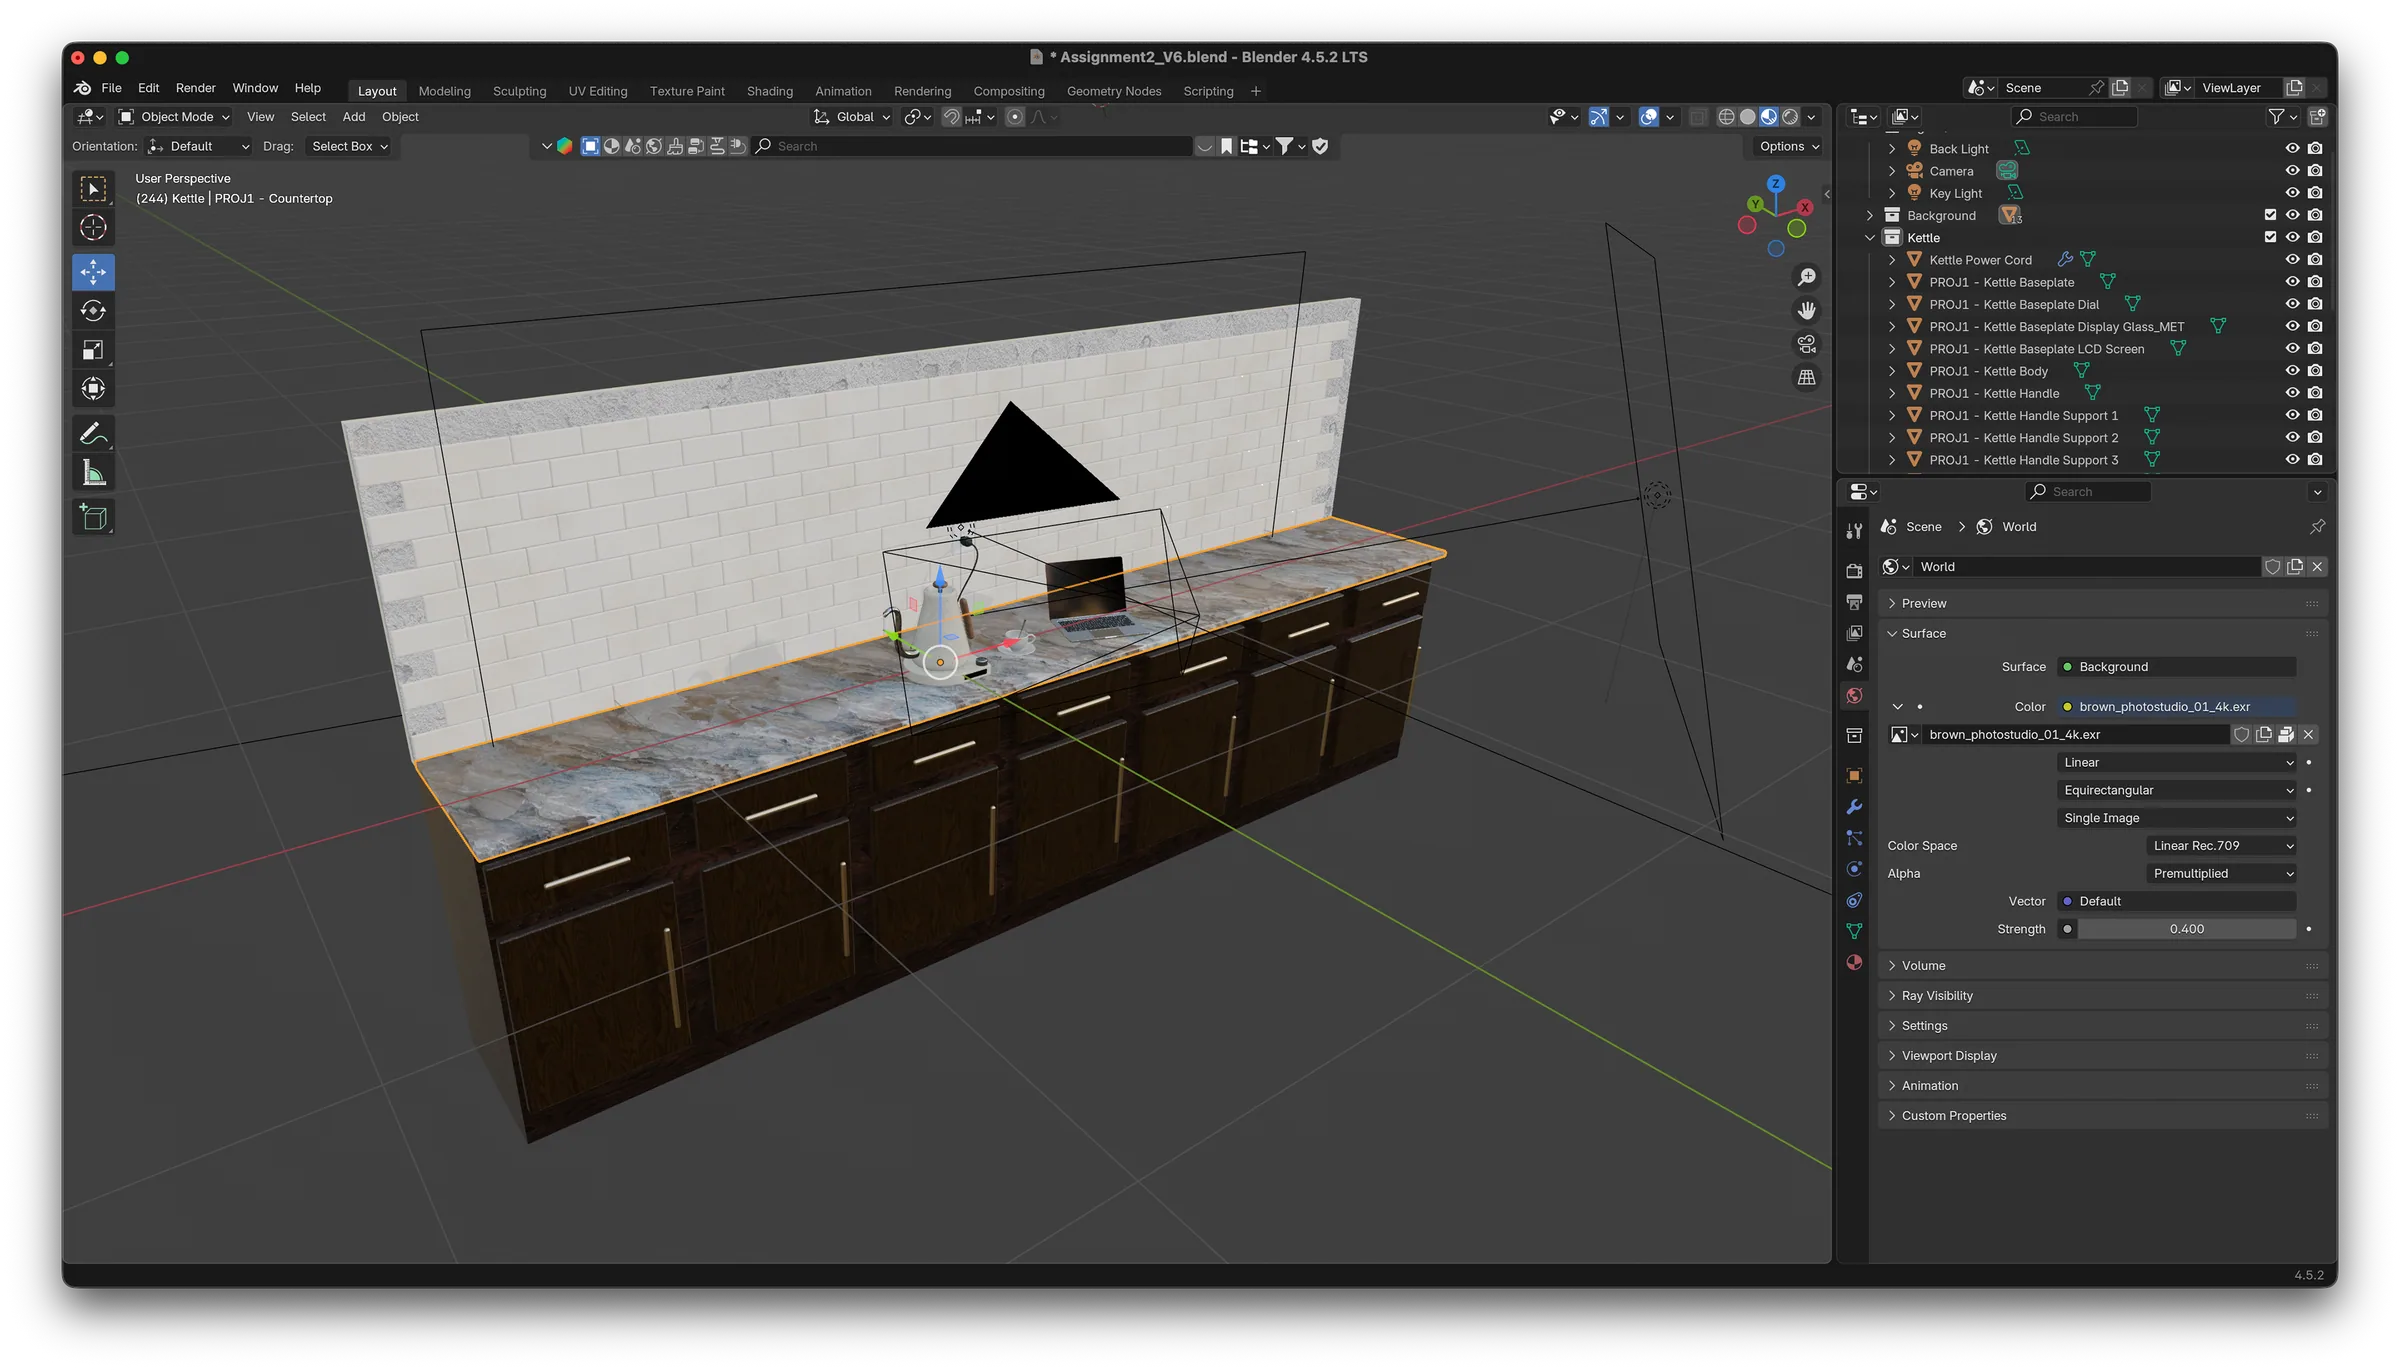 * Assignment2_V6.blend - Blender 4.5.2 LTS
File Edit Render Window Help Layout Modeling Sculpting UV Editing Texture Paint Shading Animation Rendering Compositing Geometry Nodes Scripting + Scene ViewLayer
Object Mode View Select Add Object Global Search
Orientation: Default Drag: Select Box Search Options
User Perspective
(244) Kettle | PROJ1 - Countertop
Z
Y
X
Back Light
Camera
Key Light
Background 13
Kettle
Kettle Power Cord
PROJ1 - Kettle Baseplate
PROJ1 - Kettle Baseplate Dial
PROJ1 - Kettle Baseplate Display Glass_MET
PROJ1 - Kettle Baseplate LCD Screen
PROJ1 - Kettle Body
PROJ1 - Kettle Handle
PROJ1 - Kettle Handle Support 1
PROJ1 - Kettle Handle Support 2
PROJ1 - Kettle Handle Support 3
Search
Scene > World
World
Preview
Surface
Surface Background
Color brown_photostudio_01_4k.exr
brown_photostudio_01_4k.exr
Linear
Equirectangular
Single Image
Color Space Linear Rec.709
Alpha Premultiplied
Vector Default
Strength 0.400
Volume
Ray Visibility
Settings
Viewport Display
Animation
Custom Properties
4.5.2